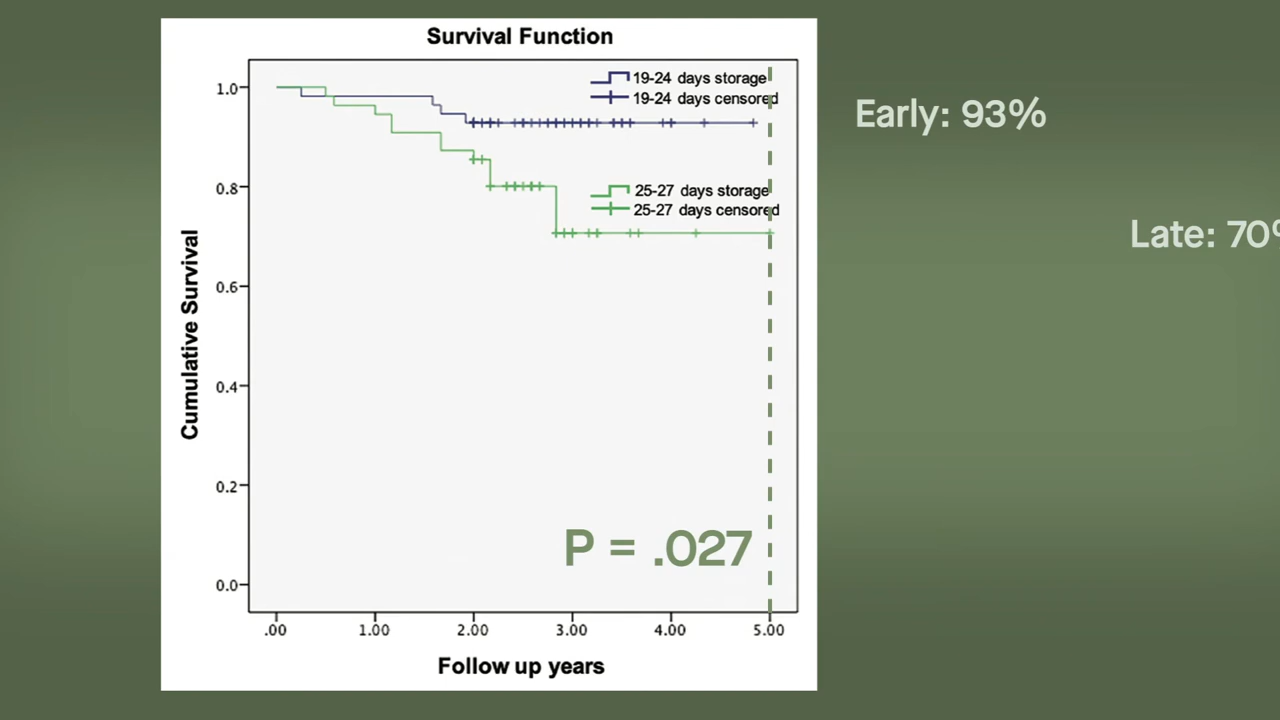 Survival Function
1.0
0.8
0.6
0.4
0.2
0.0
Cumulative Survival
19-24 days storage
19-24 days censored
25-27 days storage
25-27 days censored
P = .027
.00 1.00 2.00 3.00 4.00 5.00
Follow up years
Early: 93%
Late: 70%